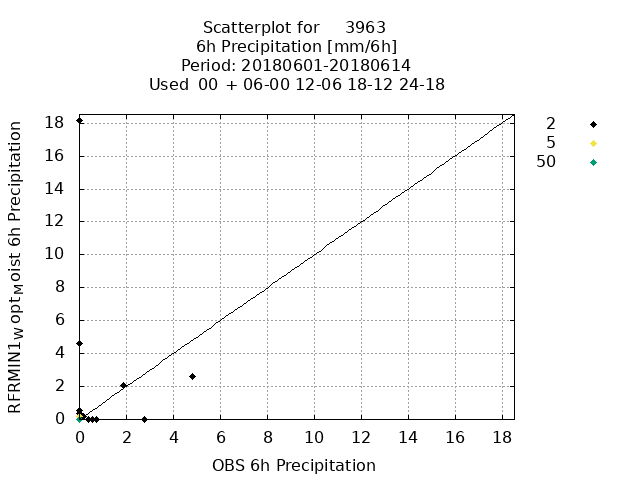 Scatterplot for 3963
6h Precipitation [mm/6h]
Period: 20180601-20180614
Used 00 + 06-00 12-06 18-12 24-18
RFRMIN1WoptMoist 6h Precipitation
18
16
14
12
10
8
6
4
2
0
0 2 4 6 8 10 12 14 16 18
OBS 6h Precipitation
2
5
50